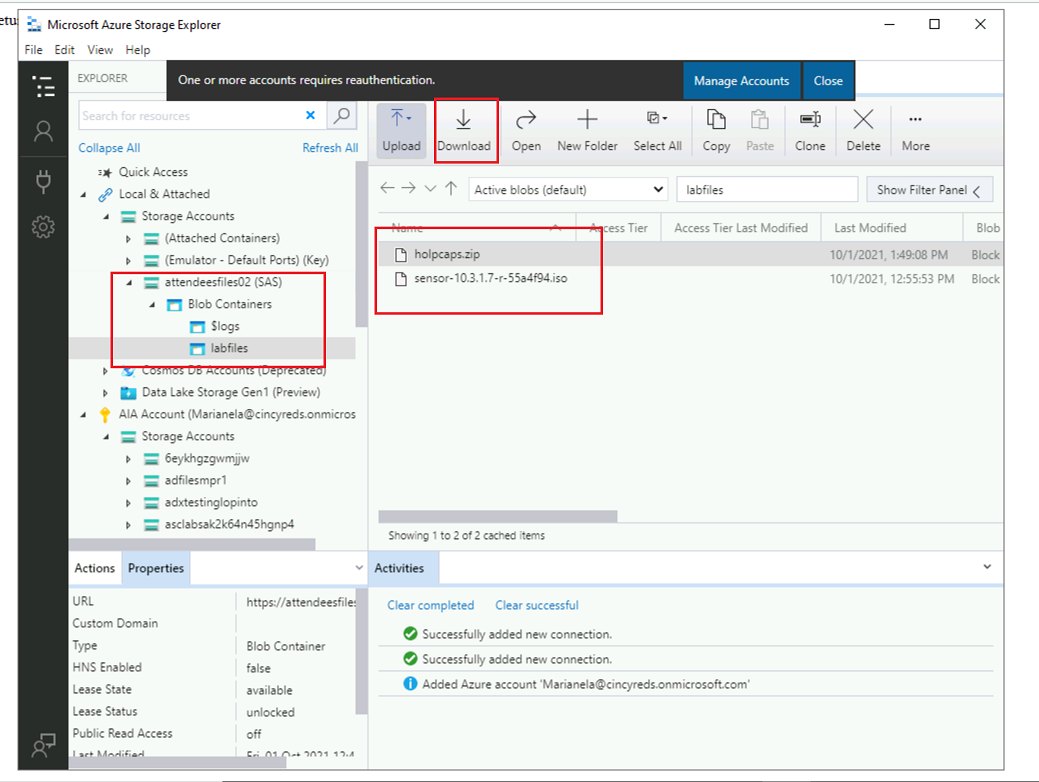 etus
Microsoft Azure Storage Explorer
File Edit View Help
EXPLORER
One or more accounts requires reauthentication.
Manage Accounts
Close
Search for resources
Collapse All
Refresh All
Quick Access
Local & Attached
Storage Accounts
(Attached Containers)
(Emulator - Default Ports) (Key)
attendeesfiles02 (SAS)
Blob Containers
$logs
labfiles
Cosmos DB Accounts (Deprecated)
Data Lake Storage Gen1 (Preview)
AIA Account (Marianela@cincyreds.onmicros
Storage Accounts
6eykhgzgwmjjw
adfilesmpr1
adxtestinglopinto
asclabsak2k64n45hgnp4
Upload Download Open New Folder Select All Copy Paste Clone Delete More
Active blobs (default)
labfiles
Show Filter Panel
Name Access Tier Access Tier Last Modified Last Modified Blob
holpcaps.zip 10/1/2021, 1:49:08 PM Block
sensor-10.3.1.7-r-55a4f94.iso 10/1/2021, 12:55:53 PM Block
Showing 1 to 2 of 2 cached items
Actions Properties
URL https://attendeesfiles
Custom Domain
Type Blob Container
HNS Enabled false
Lease State available
Lease Status unlocked
Public Read Access off
Last Modified Fri, 01 Oct 2021 12:4
Activities
Clear completed Clear successful
Successfully added new connection.
Successfully added new connection.
Added Azure account 'Marianela@cincyreds.onmicrosoft.com'